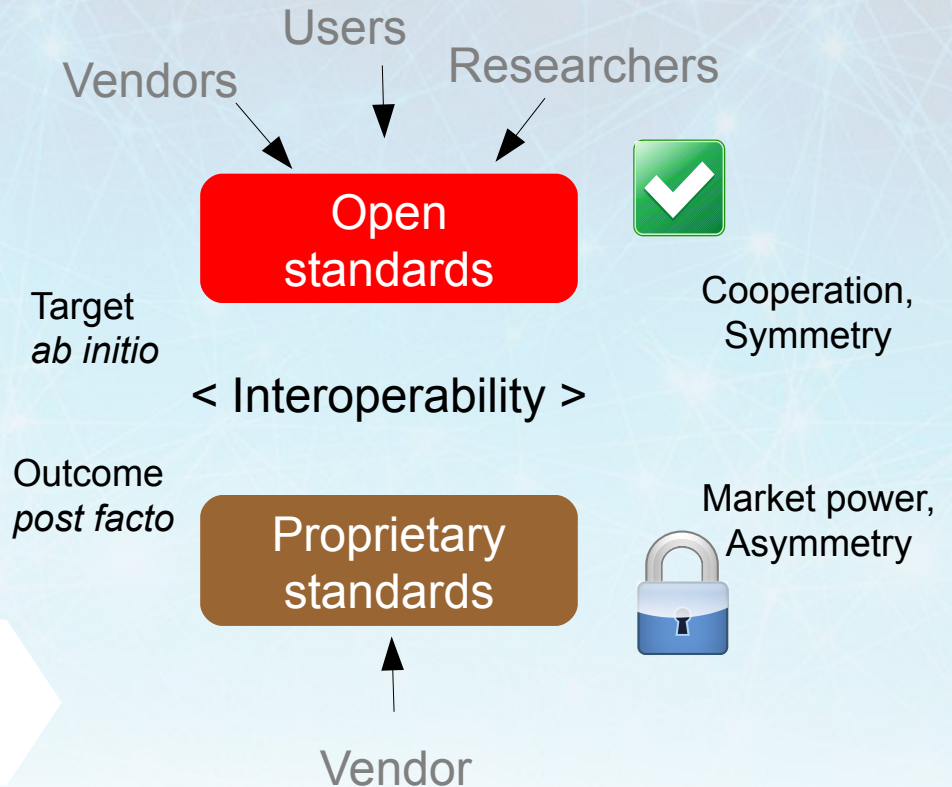 Users
Vendors
Researchers
Open
standards
Target
ab initio
Cooperation,
Symmetry
< Interoperability >
Outcome
post facto
Market power,
Asymmetry
Proprietary
standards
Vendor